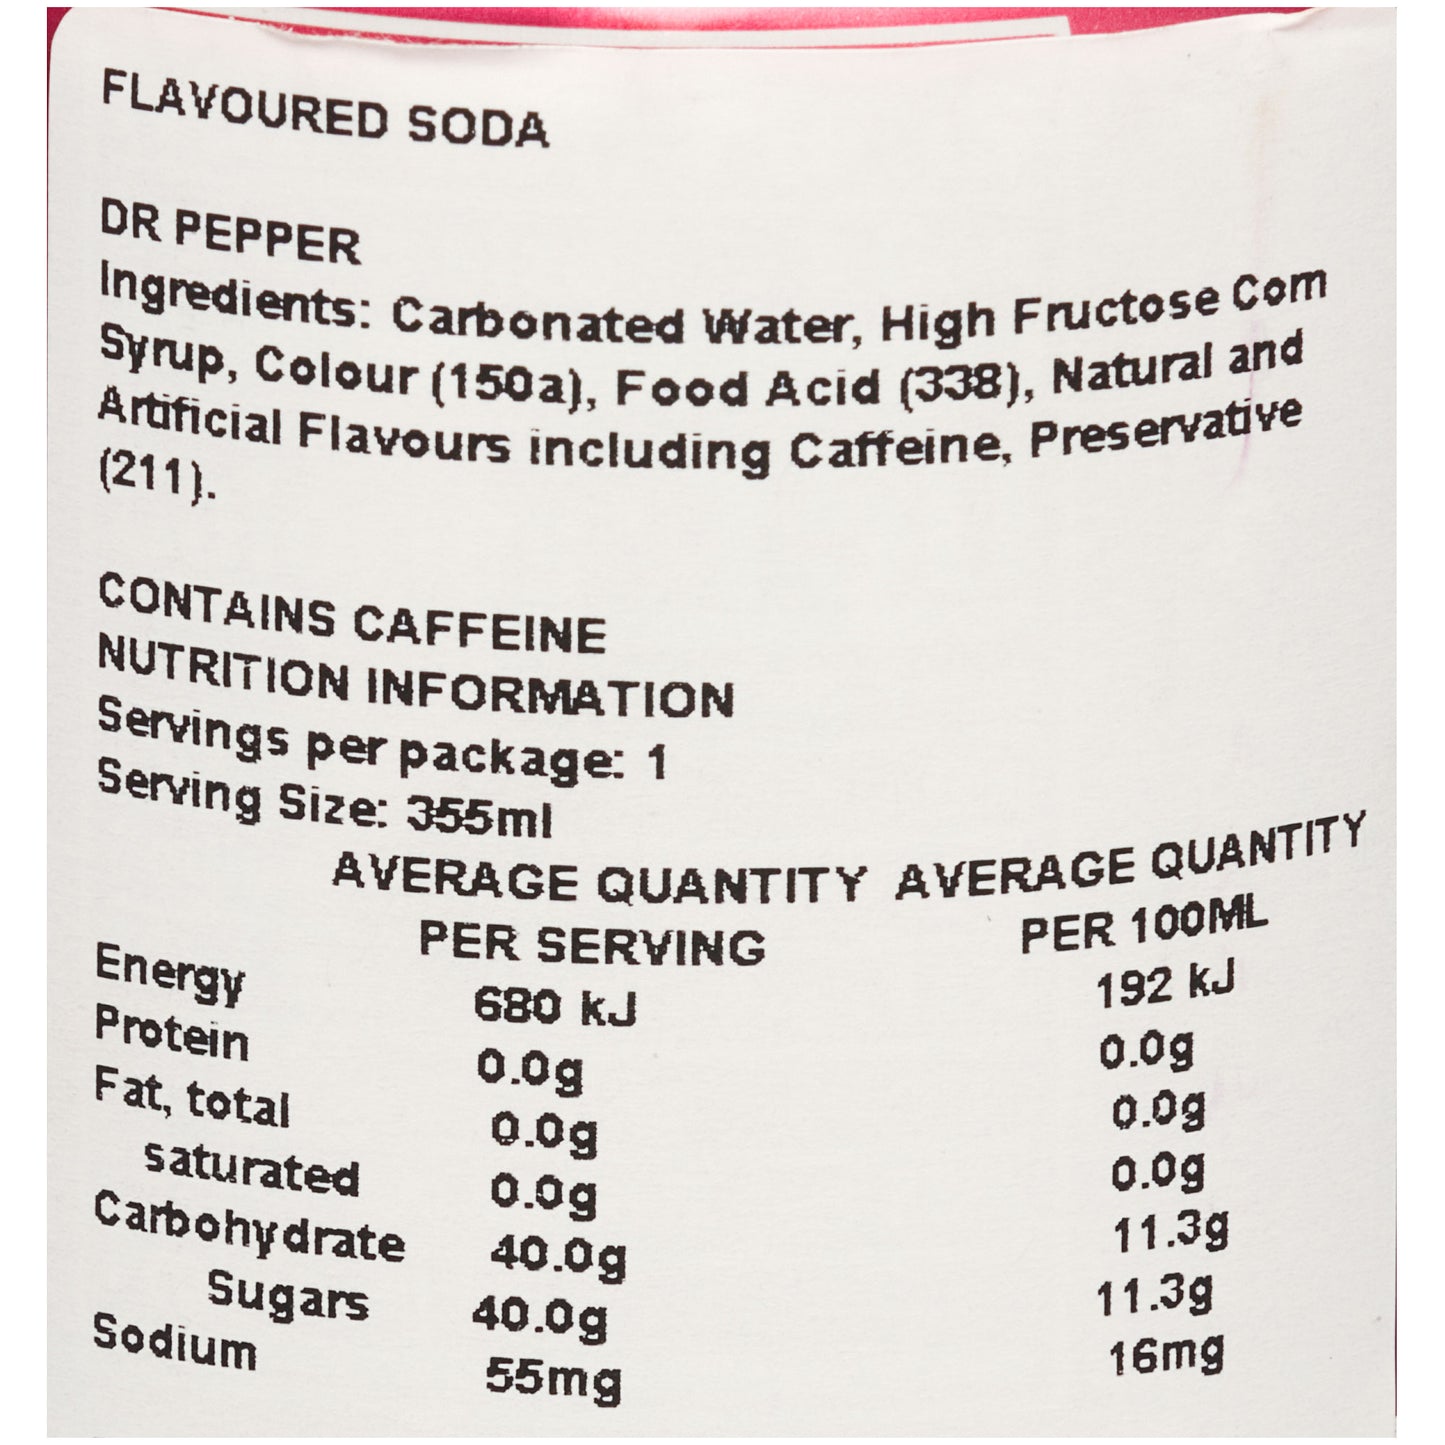 FLAVOURED SODA
DR PEPPER
Ingredients: Carbonated Water, High Fructose Corn
Syrup, Colour (150a), Food Acid (338), Natural and
Artificial Flavours including Caffeine, Preservative
(211).
CONTAINS CAFFEINE
NUTRITION INFORMATION
Servings per package: 1
Serving Size: 355ml
AVERAGE QUANTITY AVERAGE QUANTITY
PER SERVING PER 100ML
Energy 680 kJ 192 kJ
Protein 0.0g 0.0g
Fat, total 0.0g 0.0g
saturated 0.0g 0.0g
Carbohydrate 40.0g 11.3g
Sugars 40.0g 11.3g
Sodium 55mg 16mg